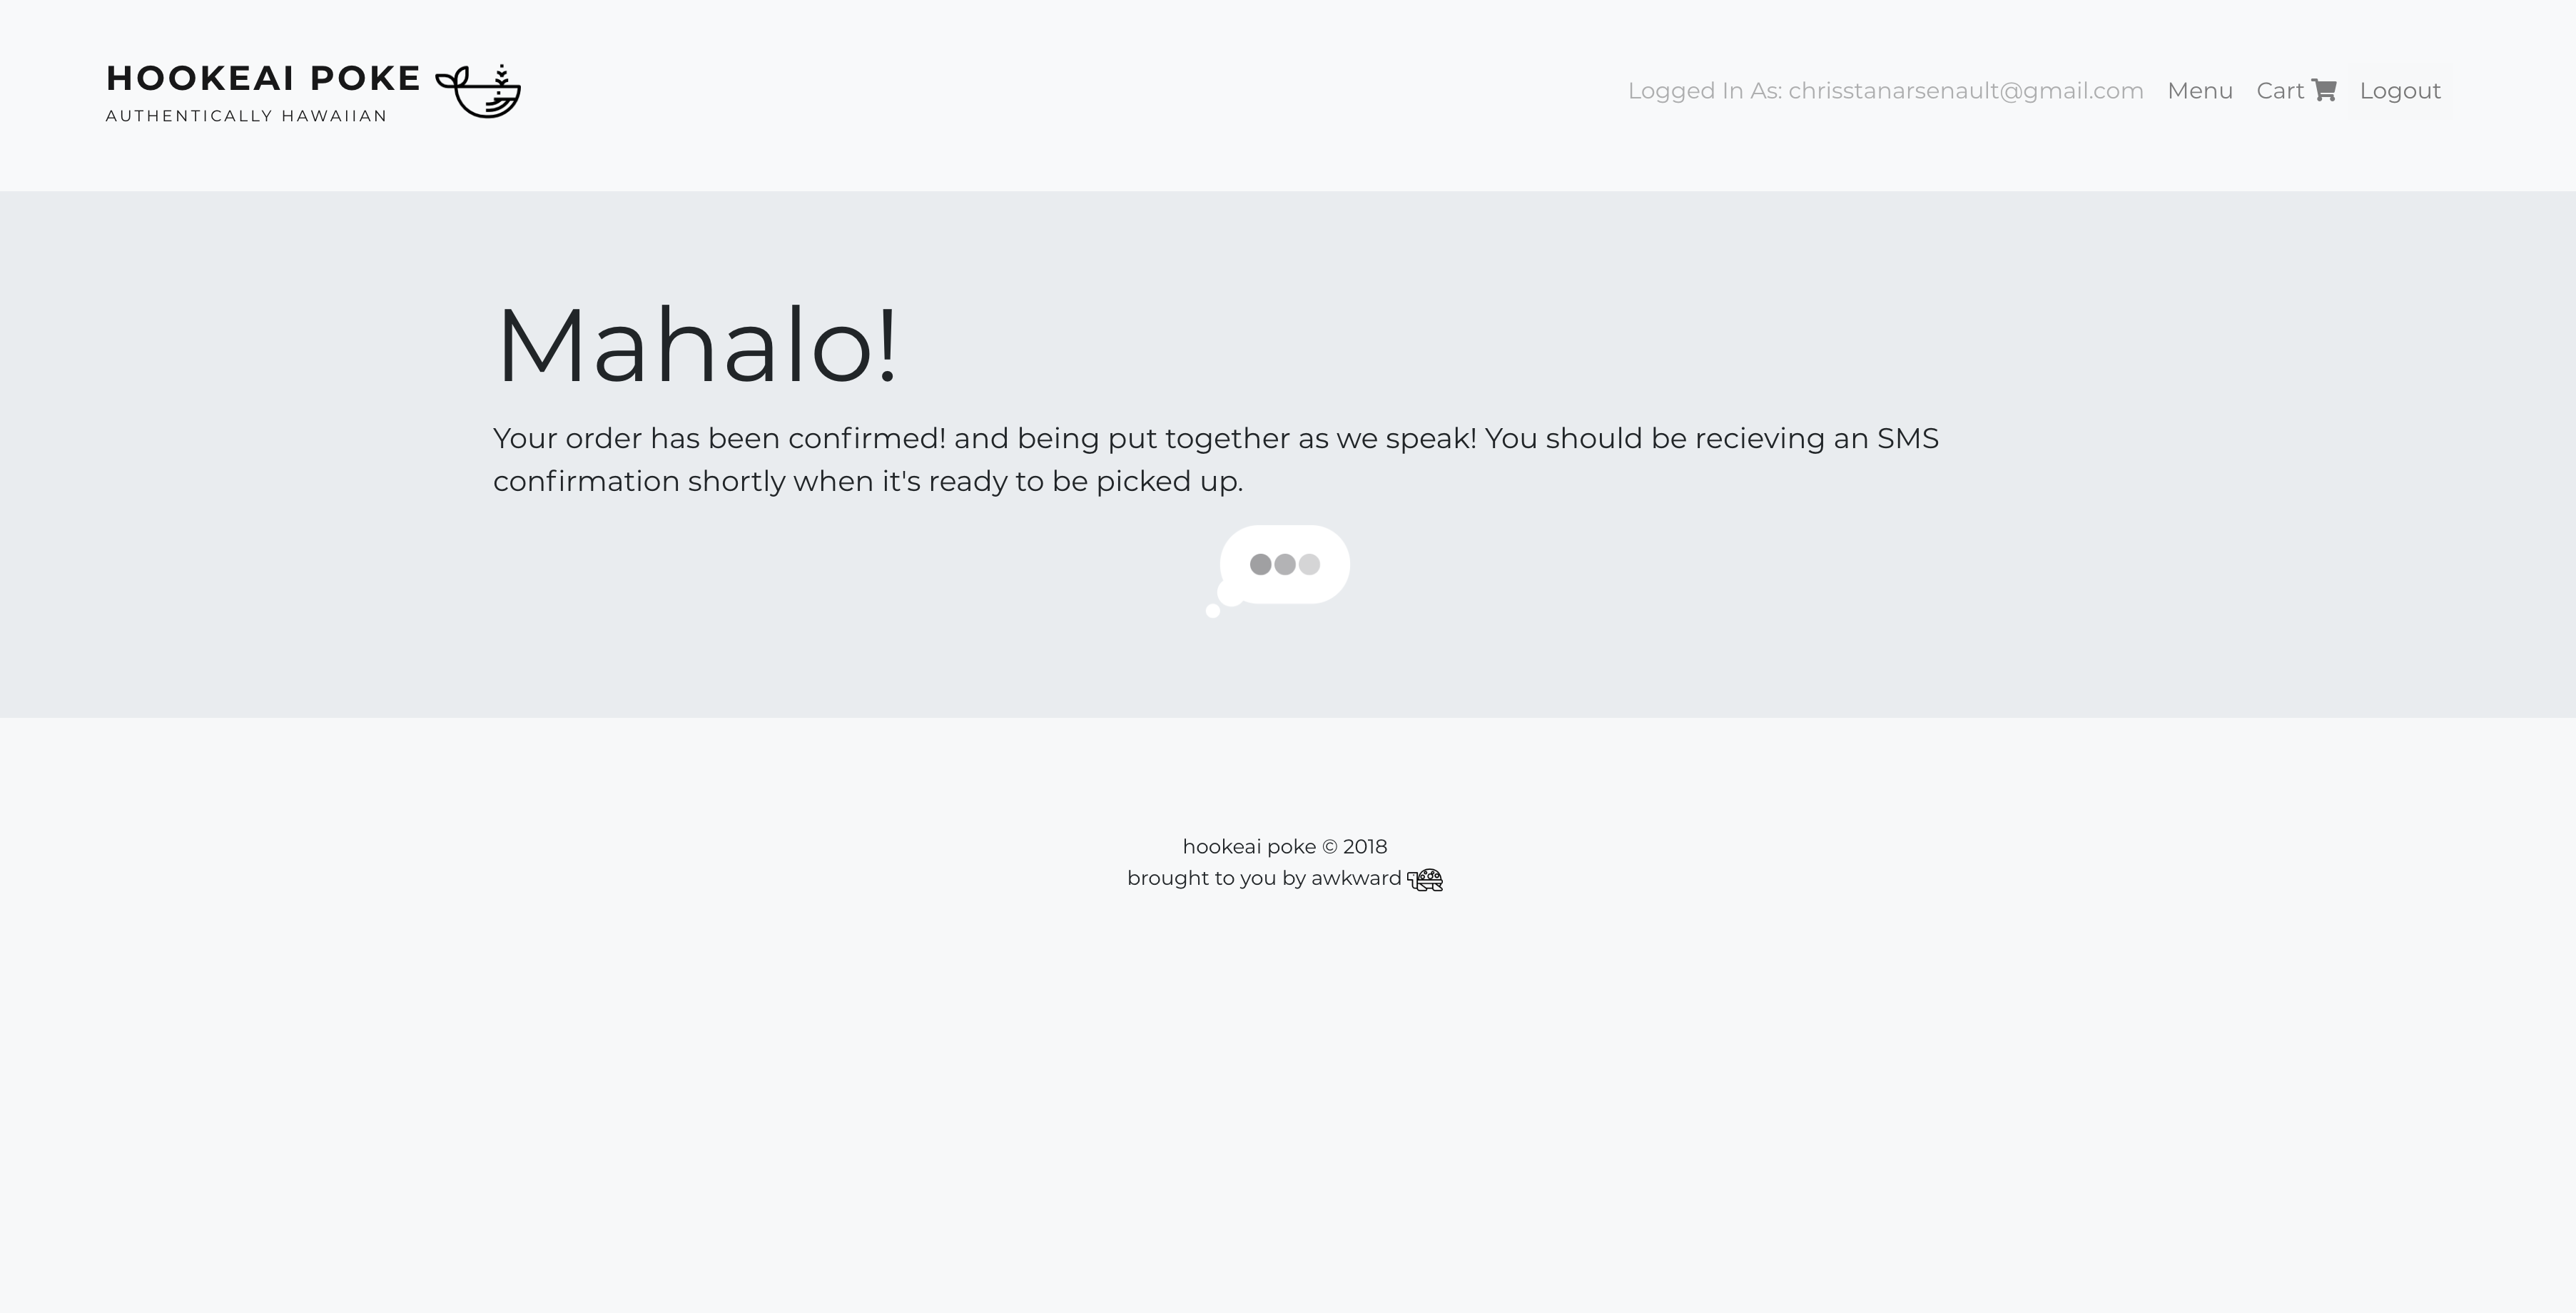 HOOKEAI POKE
AUTHENTICALLY HAWAIIAN
Logged In As: chrisstanarsenault@gmail.com Menu Cart Logout
Mahalo!
Your order has been confirmed! and being put together as we speak! You should be recieving an SMS
confirmation shortly when it's ready to be picked up.
hookeai poke © 2018
brought to you by awkward